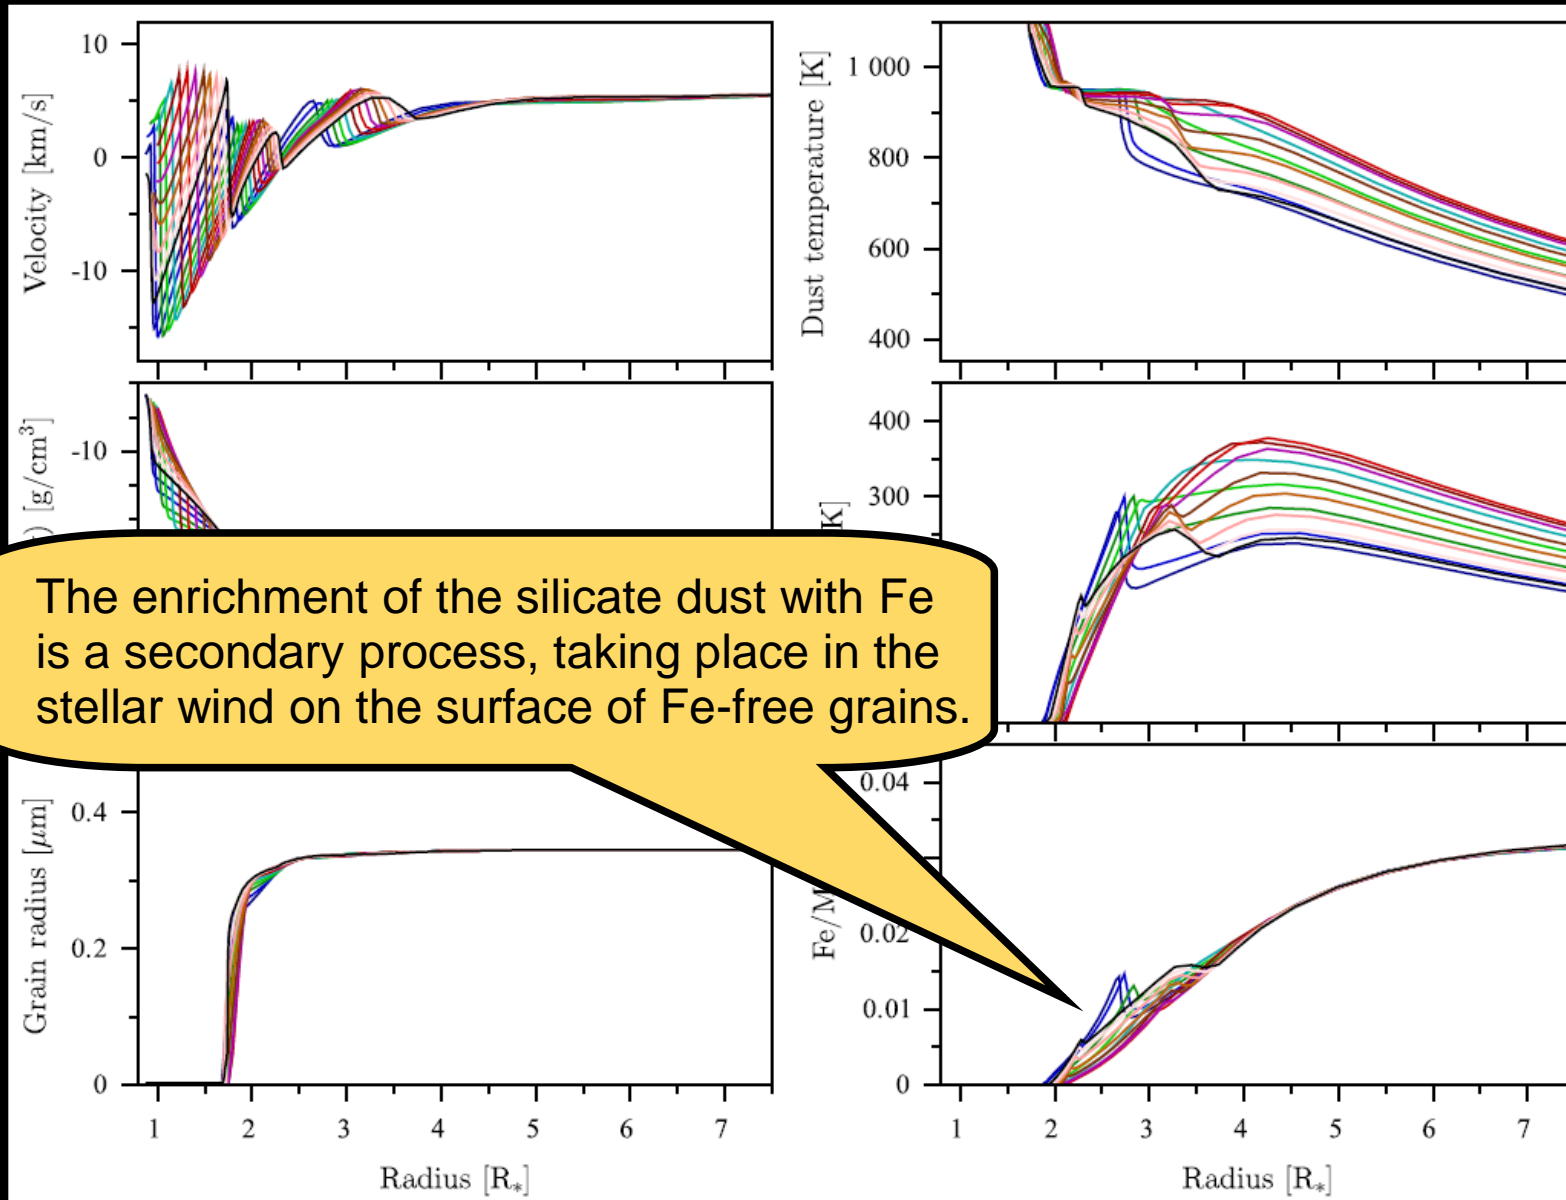 10
0
-10
Velocity [km/s]
1 000
800
600
400
Dust temperature [K]
-10
) [g/cm³]
400
300
K]
The enrichment of the silicate dust with Fe
is a secondary process, taking place in the
stellar wind on the surface of Fe-free grains.
0.4
0.2
0
Grain radius [μm]
1 2 3 4 5 6 7
Radius [R*]
0.04
0.02
0.01
0
Fe/M
1 2 3 4 5 6 7
Radius [R*]